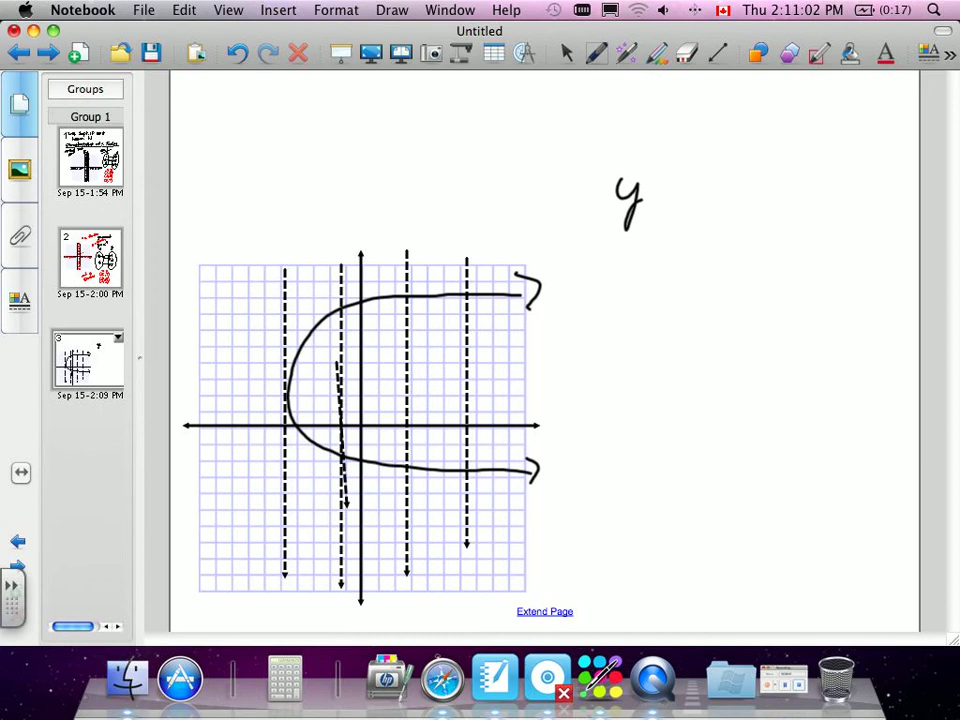 Notebook File Edit View Insert Format Draw Window Help Thu 2:11:02 PM (0:17)
Untitled
Groups
Group 1
Sep 15-1:54 PM
2
Sep 15-2:00 PM
3
Sep 15-2:09 PM
y
Extend Page
hp